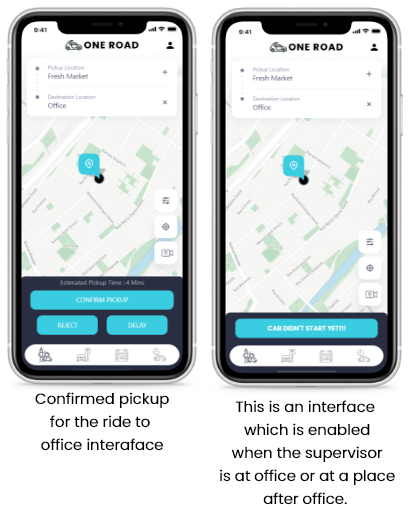 9:41
ONE ROAD
Pickup Location
Fresh Market
Destination Location
Office
Estimated Pickup Time : 4 Mins
CONFIRM PICKUP
REJECT
DELAY
Confirmed pickup
for the ride to
office interaface
9:41
ONE ROAD
Pickup Location
Fresh Market
Destination Location
Office
CAB DIDN'T START YET!!!
This is an interface
which is enabled
when the supervisor
is at office or at a place
after office.